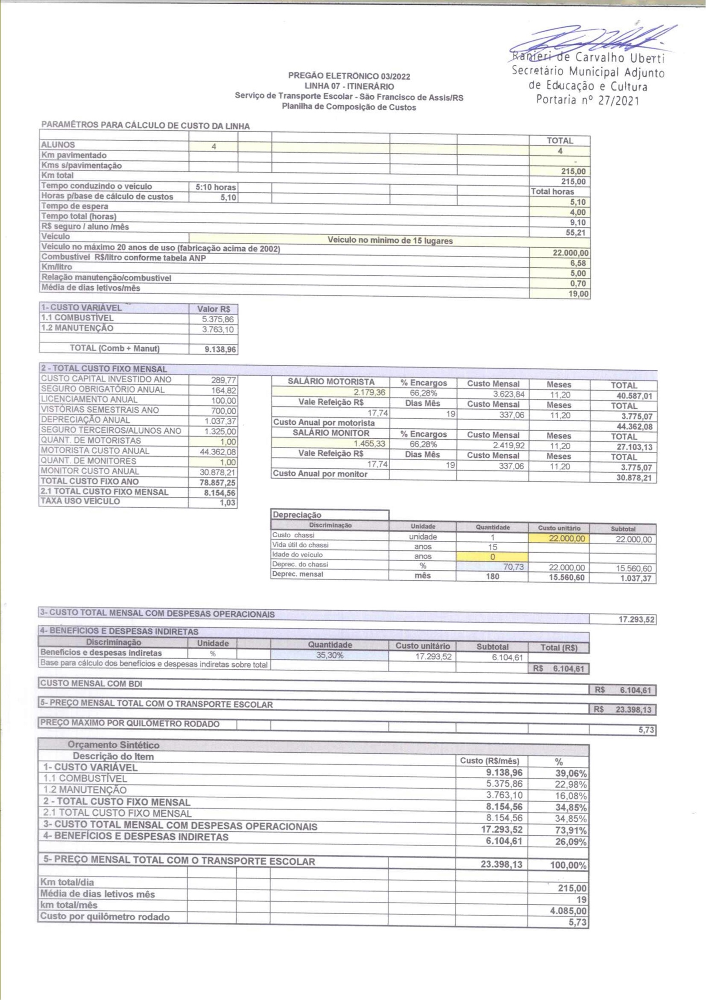 Ranieri de Carvalho Uberti
Secretário Municipal Adjunto
de Educação e Cultura
Portaria nº 27/2021
PREGÃO ELETRÔNICO 03/2022
LINHA 07 - ITINERÁRIO
Serviço de Transporte Escolar - São Francisco de Assis/RS
Planilha de Composição de Custos
PARAMÊTROS PARA CÁLCULO DE CUSTO DA LINHA
TOTAL
ALUNOS 4 4
Km pavimentado -
Kms s/pavimentação 215,00
Km total 215,00
Tempo conduzindo o veículo 5:10 horas Total horas
Horas p/base de cálculo de custos 5,10 5,10
Tempo de espera 4,00
Tempo total (horas) 9,10
R$ seguro / aluno /mês 55,21
Veículo Veículo no mínimo de 15 lugares
Veículo no máximo 20 anos de uso (fabricação acima de 2002) 22.000,00
Combustível R$/litro conforme tabela ANP 6,58
Km/litro 5,00
Relação manutenção/combustível 0,70
Média de dias letivos/mês 19,00
1- CUSTO VARIÁVEL Valor R$
1.1 COMBUSTÍVEL 5.375,86
1.2 MANUTENÇÃO 3.763,10
TOTAL (Comb + Manut) 9.138,96
2 - TOTAL CUSTO FIXO MENSAL
CUSTO CAPITAL INVESTIDO ANO 289,77
SEGURO OBRIGATÓRIO ANUAL 164,82
LICENCIAMENTO ANUAL 100,00
VISTÓRIAS SEMESTRAIS ANO 700,00
DEPRECIAÇÃO ANUAL 1.037,37
SEGURO TERCEIROS/ALUNOS ANO 1.325,00
QUANT. DE MOTORISTAS 1,00
MOTORISTA CUSTO ANUAL 44.362,08
QUANT. DE MONITORES 1,00
MONITOR CUSTO ANUAL 30.878,21
TOTAL CUSTO FIXO ANO 78.857,25
2.1 TOTAL CUSTO FIXO MENSAL 8.154,56
TAXA USO VEÍCULO 1,03
SALÁRIO MOTORISTA % Encargos Custo Mensal Meses TOTAL
2.179,36 66,28% 3.623,84 11,20 40.587,01
Vale Refeição R$ Dias Mês Custo Mensal Meses TOTAL
17,74 19 337,06 11,20 3.775,07
Custo Anual por motorista 44.362,08
SALÁRIO MONITOR % Encargos Custo Mensal Meses TOTAL
1.455,33 66,28% 2.419,92 11,20 27.103,13
Vale Refeição R$ Dias Mês Custo Mensal Meses TOTAL
17,74 19 337,06 11,20 3.775,07
Custo Anual por monitor 30.878,21
Depreciação
Discriminação Unidade Quantidade Custo unitário Subtotal
Custo chassi unidade 1 22.000,00 22.000,00
Vida útil do chassi anos 15
Idade do veículo anos 0
Deprec. do chassi % 70,73 22.000,00 15.560,60
Deprec. mensal mês 180 15.560,60 1.037,37
3- CUSTO TOTAL MENSAL COM DESPESAS OPERACIONAIS 17.293,52
4- BENEFÍCIOS E DESPESAS INDIRETAS
Discriminação Unidade Quantidade Custo unitário Subtotal Total (R$)
Benefícios e despesas indiretas % 35,30% 17.293,52 6.104,61
Base para cálculo dos benefícios e despesas indiretas sobre total R$ 6.104,61
CUSTO MENSAL COM BDI R$ 6.104,61
5- PREÇO MENSAL TOTAL COM O TRANSPORTE ESCOLAR R$ 23.398,13
PREÇO MÁXIMO POR QUILÔMETRO RODADO 5,73
Orçamento Sintético
Descrição do Item Custo (R$/mês) %
1- CUSTO VARIÁVEL 9.138,96 39,06%
1.1 COMBUSTÍVEL 5.375,86 22,98%
1.2 MANUTENÇÃO 3.763,10 16,08%
2 - TOTAL CUSTO FIXO MENSAL 8.154,56 34,85%
2.1 TOTAL CUSTO FIXO MENSAL 8.154,56 34,85%
3- CUSTO TOTAL MENSAL COM DESPESAS OPERACIONAIS 17.293,52 73,91%
4- BENEFÍCIOS E DESPESAS INDIRETAS 6.104,61 26,09%
5- PREÇO MENSAL TOTAL COM O TRANSPORTE ESCOLAR 23.398,13 100,00%
Km total/dia 215,00
Média de dias letivos mês 19
km total/mês 4.085,00
Custo por quilômetro rodado 5,73